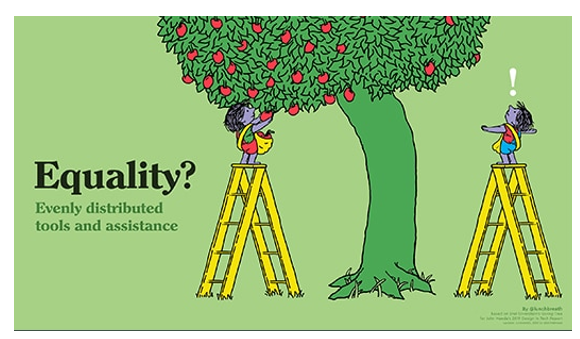 !
Equality?
Evenly distributed
tools and assistance
By @lunchbreath